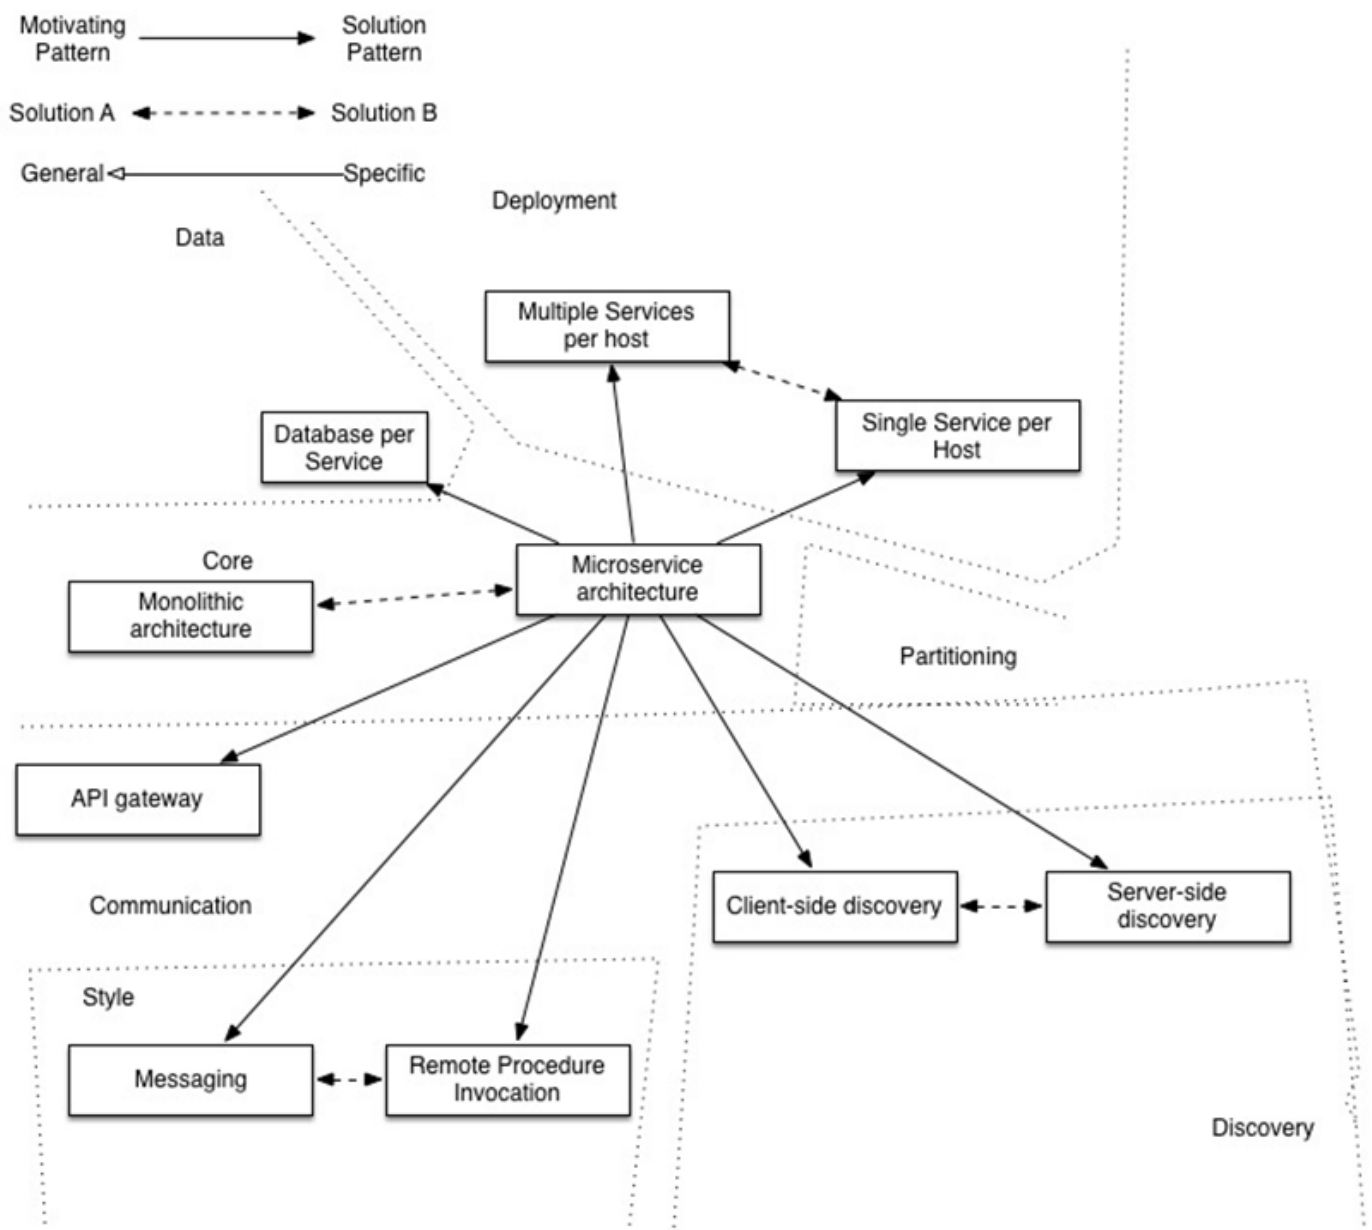 Motivating
Pattern
Solution
Pattern
Solution A
Solution B
General
Specific
Deployment
Data
Multiple Services
per host
Single Service per
Host
Database per
Service
Core
Microservice
architecture
Monolithic
architecture
Partitioning
API gateway
Communication
Client-side discovery
Server-side
discovery
Style
Messaging
Remote Procedure
Invocation
Discovery